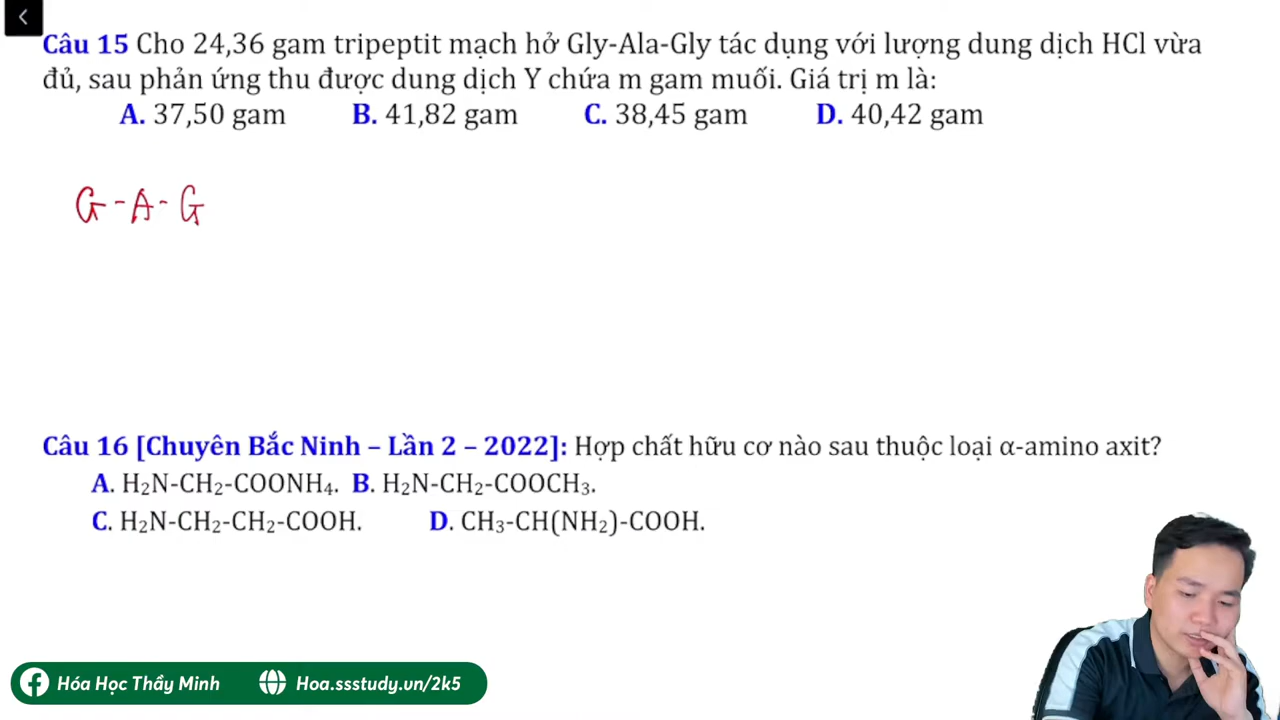 Câu 15 Cho 24,36 gam tripeptit mạch hở Gly-Ala-Gly tác dụng với lượng dung dịch HCl vừa
đủ, sau phản ứng thu được dung dịch Y chứa m gam muối. Giá trị m là:
A. 37,50 gam B. 41,82 gam C. 38,45 gam D. 40,42 gam
G-A-G
Câu 16 [Chuyên Bắc Ninh – Lần 2 – 2022]: Hợp chất hữu cơ nào sau thuộc loại α-amino axit?
A. H₂N-CH₂-COONH₄. B. H₂N-CH₂-COOCH₃.
C. H₂N-CH₂-CH₂-COOH. D. CH₃-CH(NH₂)-COOH.
Hóa Học Thầy Minh Hoa.ssstudy.vn/2k5